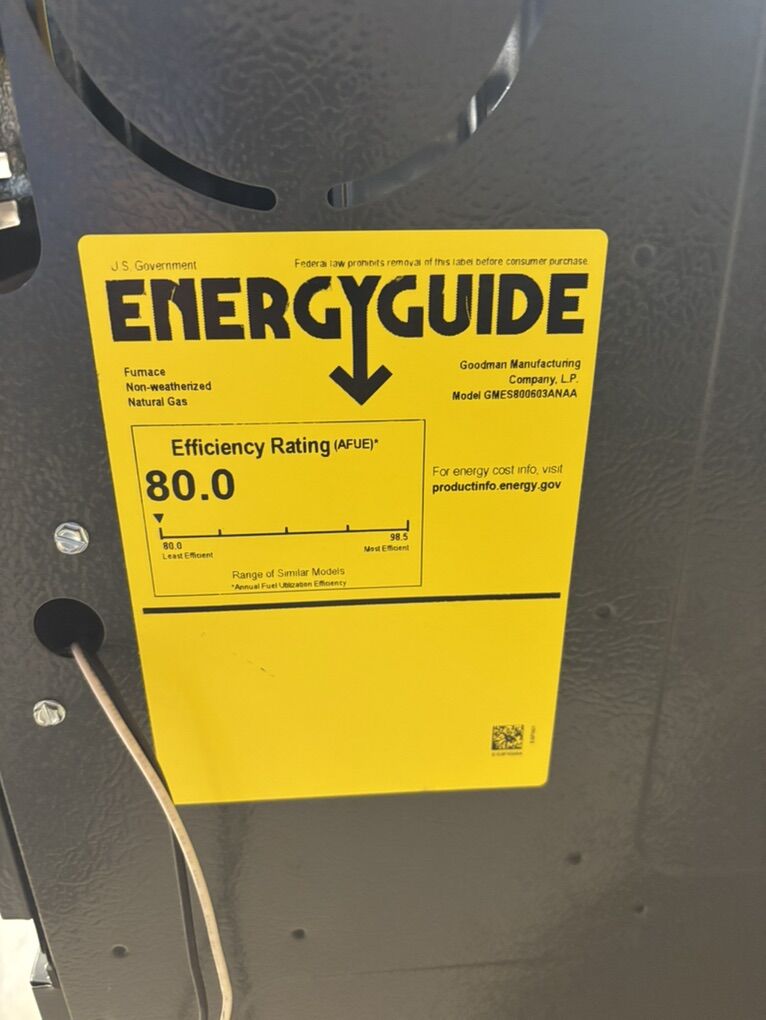 U.S. Government
Federal law prohibits removal of this label before consumer purchase.
ENERGYGUIDE
Furnace
Non-weatherized
Natural Gas
Goodman Manufacturing
Company, L.P.
Model GMES800603ANAA
Efficiency Rating (AFUE)*
80.0
80.0
Least Efficient
98.5
Most Efficient
Range of Similar Models
*Annual Fuel Utilization Efficiency
For energy cost info, visit
productinfo.energy.gov